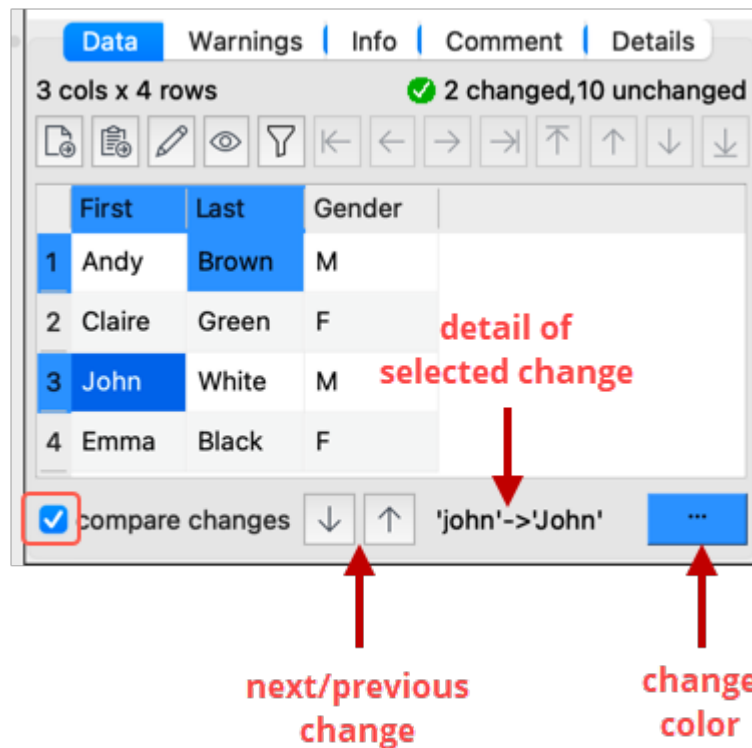 Data Warnings Info Comment Details
3 cols x 4 rows 2 changed,10 unchanged
First Last Gender
1 Andy Brown M
2 Claire Green F
3 John White M
4 Emma Black F
detail of
selected change
compare changes 'john'->'John' ...
next/previous
change
change
color